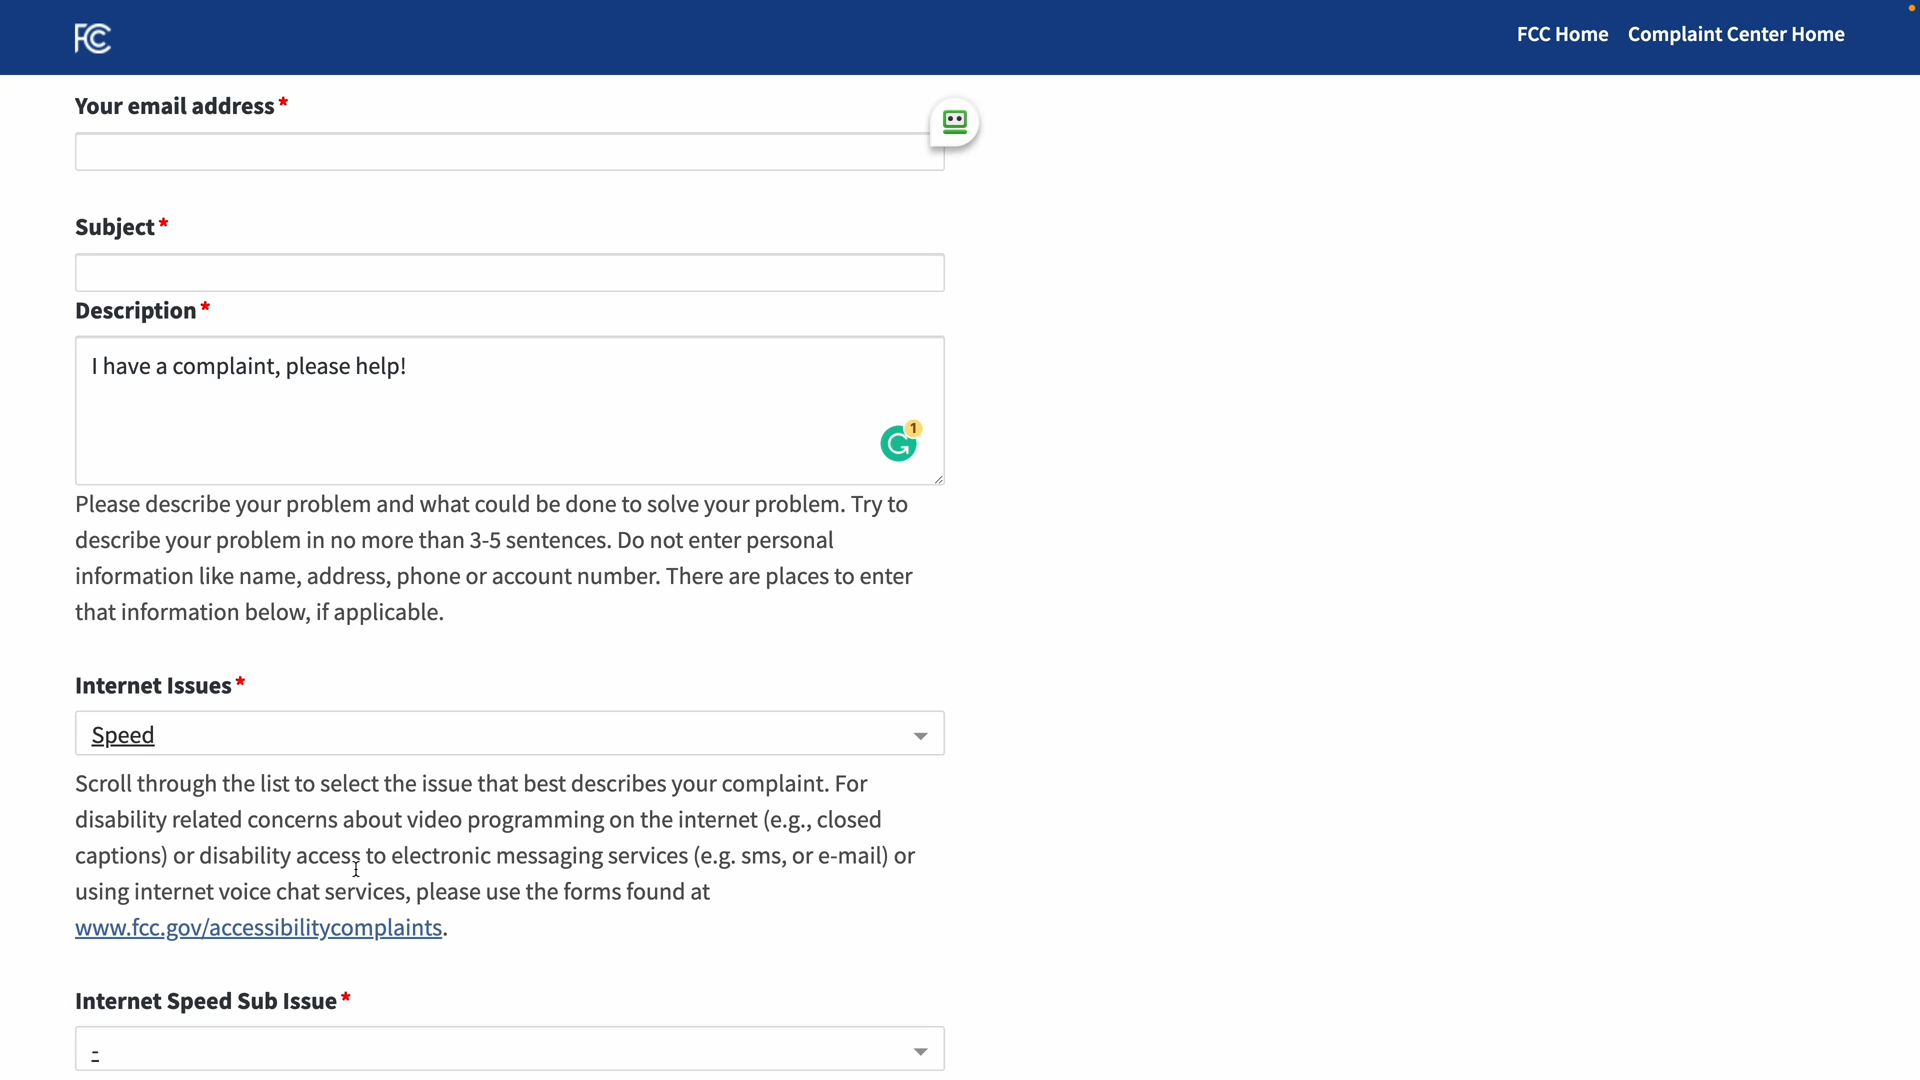 FCC
FCC Home Complaint Center Home
Your email address*
Subject*
Description*
I have a complaint, please help!
1
Please describe your problem and what could be done to solve your problem. Try to
describe your problem in no more than 3-5 sentences. Do not enter personal
information like name, address, phone or account number. There are places to enter
that information below, if applicable.
Internet Issues*
Speed
Scroll through the list to select the issue that best describes your complaint. For
disability related concerns about video programming on the internet (e.g., closed
captions) or disability access to electronic messaging services (e.g. sms, or e-mail) or
using internet voice chat services, please use the forms found at
www.fcc.gov/accessibilitycomplaints.
Internet Speed Sub Issue*
-